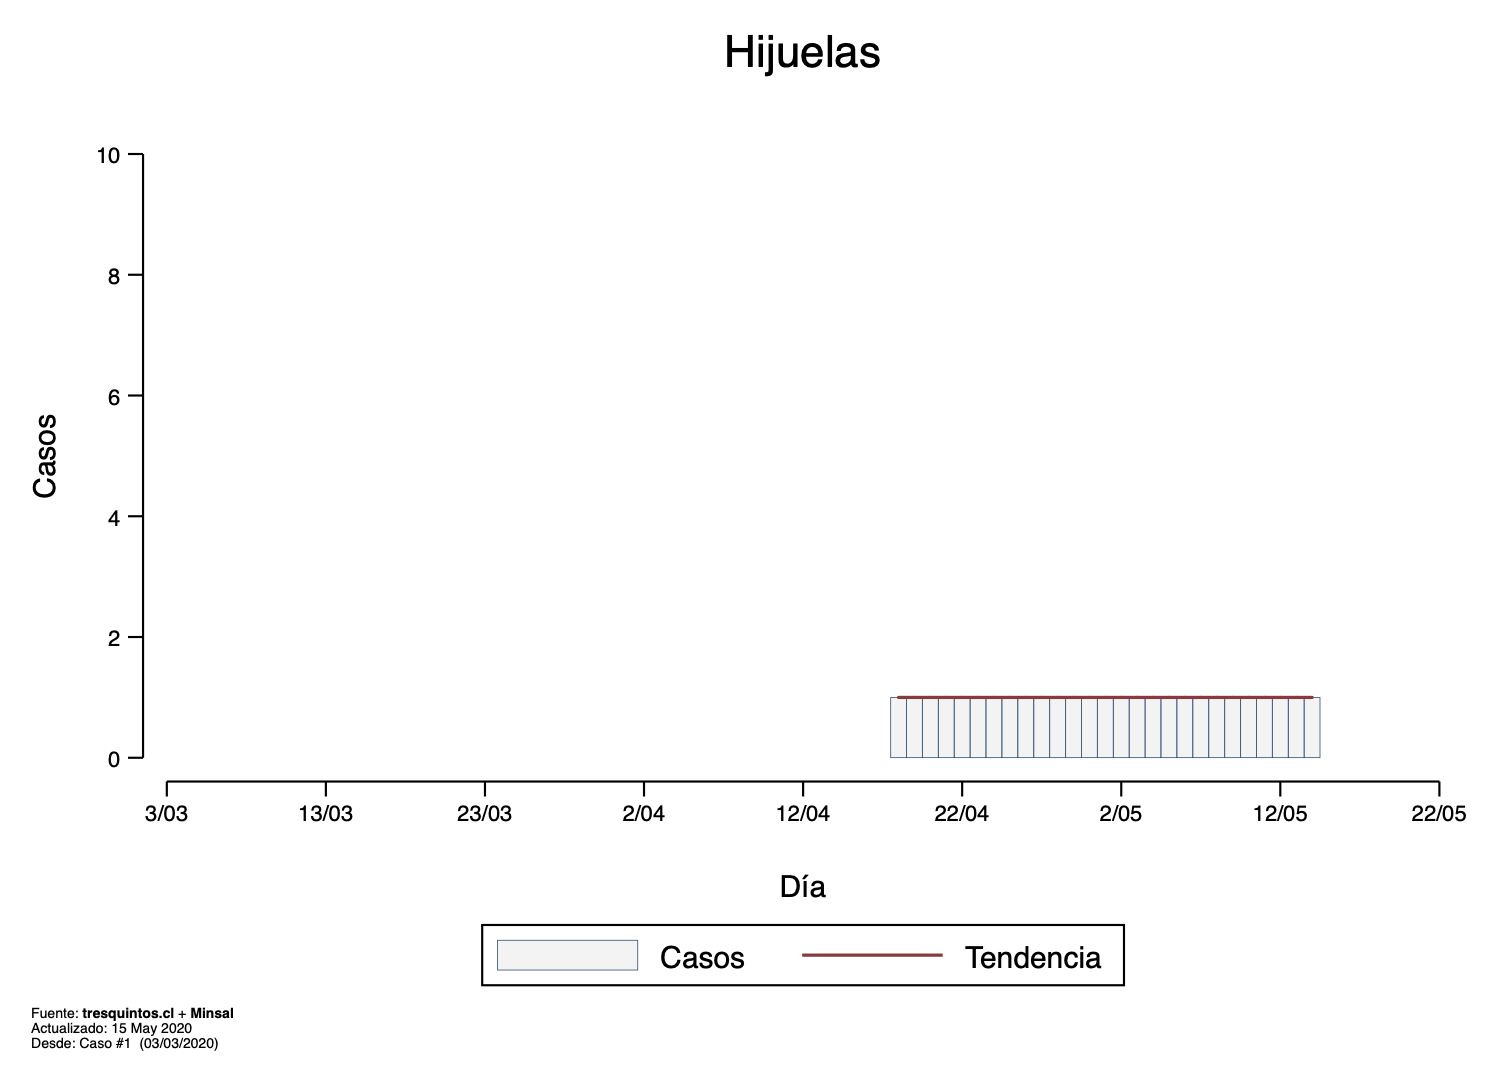 Hijuelas
10
8
6
4
2
0
Casos
3/03 13/03 23/03 2/04 12/04 22/04 2/05 12/05 22/05
Día
Casos Tendencia
Fuente: tresquintos.cl + Minsal
Actualizado: 15 May 2020
Desde: Caso #1 (03/03/2020)